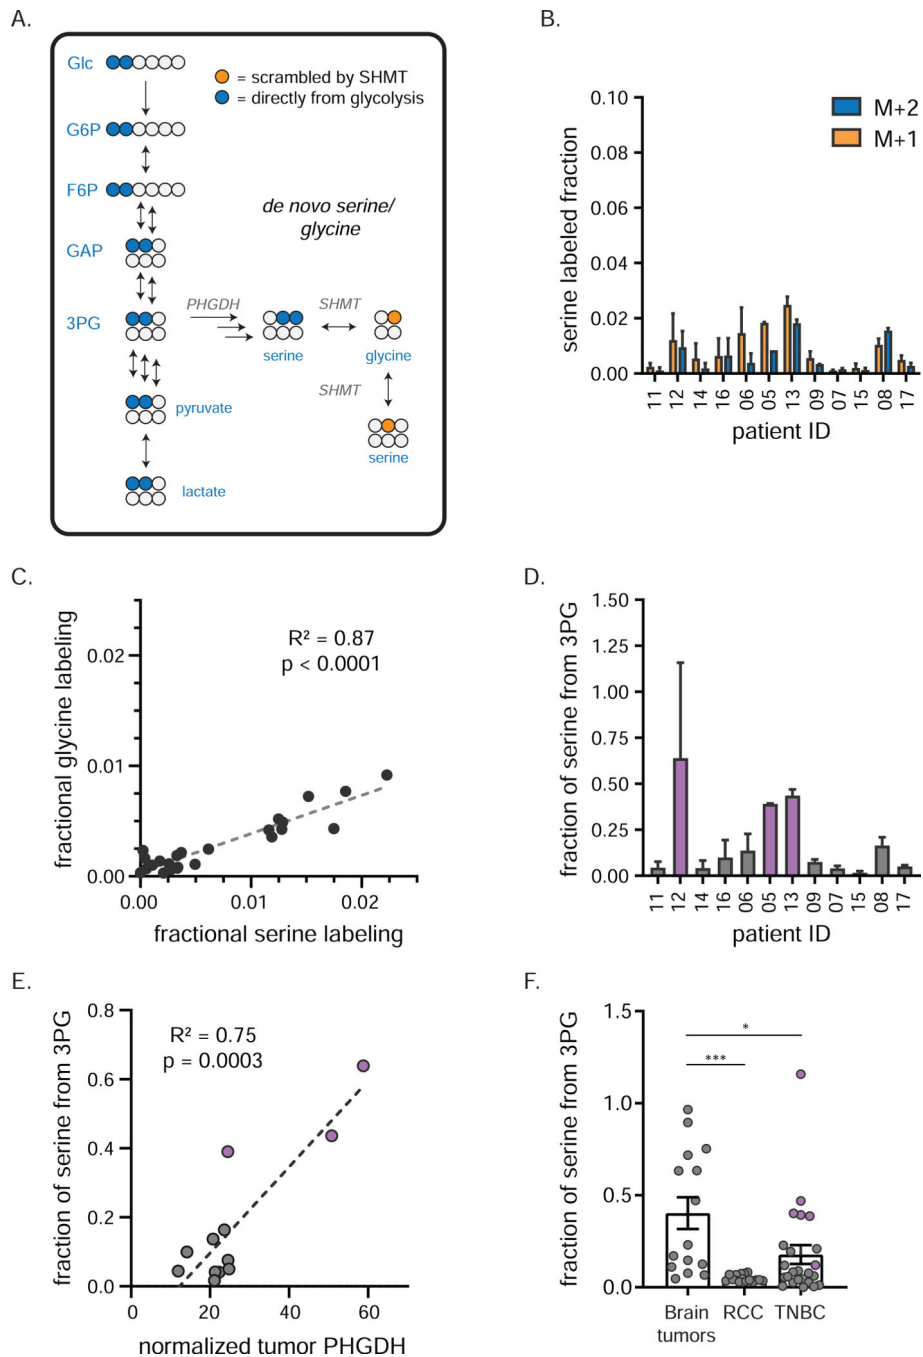 A.
Glc
G6P
F6P
GAP
3PG
= scrambled by SHMT
= directly from glycolysis
de novo serine/
glycine
PHGDH
SHMT
serine
glycine
SHMT
serine
pyruvate
lactate
B.
serine labeled fraction
0.10
0.08
0.06
0.04
0.02
0.00
M+2
M+1
11
12
14
16
06
05
13
09
07
15
08
17
patient ID
C.
fractional glycine labeling
0.02
0.01
0.00
R² = 0.87
p < 0.0001
0.00
0.01
0.02
fractional serine labeling
D.
fraction of serine from 3PG
1.50
1.25
1.00
0.75
0.50
0.25
0.00
11
12
14
16
06
05
13
09
07
15
08
17
patient ID
E.
fraction of serine from 3PG
0.8
0.6
0.4
0.2
0.0
R² = 0.75
p = 0.0003
0
20
40
60
normalized tumor PHGDH
F.
fraction of serine from 3PG
1.5
1.0
0.5
0.0
*
***
Brain
tumors
RCC
TNBC